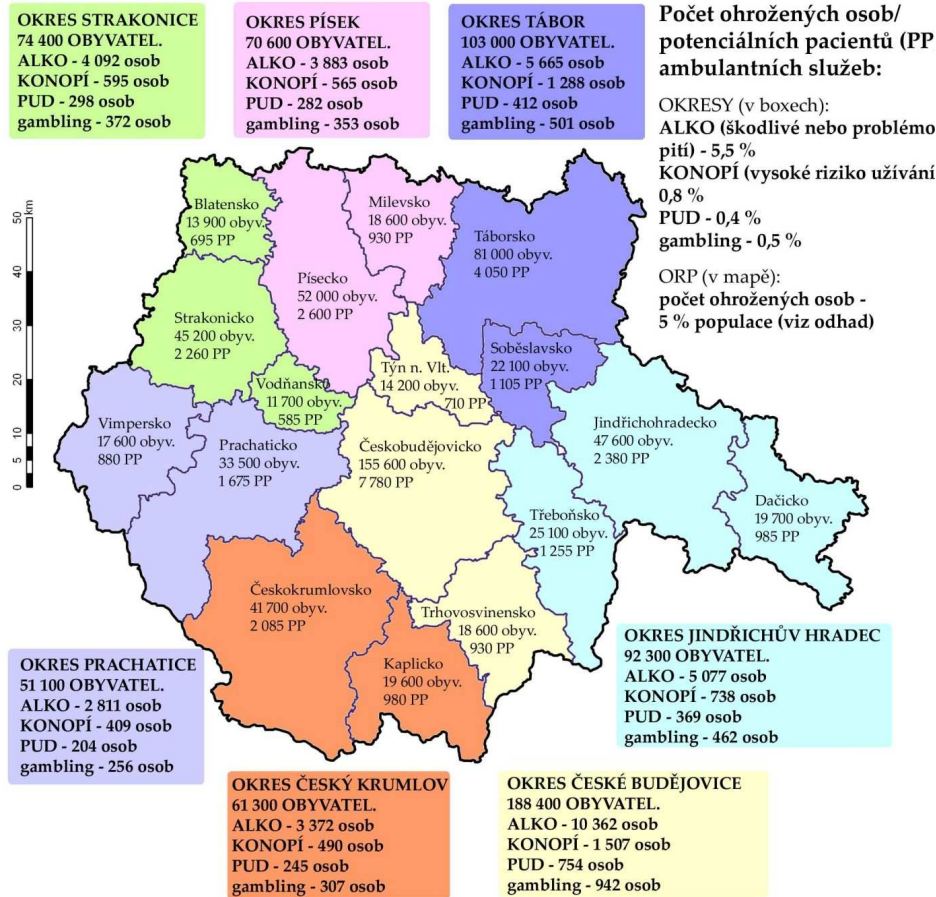 OKRES STRAKONICE
74 400 OBYVATEL.
ALKO - 4 092 osob
KONOPÍ - 595 osob
PUD - 298 osob
gambling - 372 osob
OKRES PÍSEK
70 600 OBYVATEL.
ALKO - 3 883 osob
KONOPÍ - 565 osob
PUD - 282 osob
gambling - 353 osob
OKRES TÁBOR
103 000 OBYVATEL.
ALKO - 5 665 osob
KONOPÍ - 1 288 osob
PUD - 412 osob
gambling - 501 osob
Počet ohrožených osob/
potenciálních pacientů (PP
ambulantních služeb:
OKRESY (v boxech):
ALKO (škodlivé nebo problémo
pití) - 5,5 %
KONOPÍ (vysoké riziko užívání
0,8 %
PUD - 0,4 %
gambling - 0,5 %
ORP (v mapě):
počet ohrožených osob -
5 % populace (viz odhad)
km
50
40
30
20
10
5
0
Blatensko
13 900 obyv.
695 PP
Milevsko
18 600 obyv.
930 PP
Táborsko
81 000 obyv.
4 050 PP
Písecko
52 000 obyv.
2 600 PP
Strakonicko
45 200 obyv.
2 260 PP
Soběslavsko
22 100 obyv.
1 105 PP
Týn n. Vlt.
14 200 obyv.
710 PP
Vodňansko
11 700 obyv.
585 PP
Vimpersko
17 600 obyv.
880 PP
Prachaticko
33 500 obyv.
1 675 PP
Českobudějovicko
155 600 obyv.
7 780 PP
Jindřichohradecko
47 600 obyv.
2 380 PP
Třeboňsko
25 100 obyv.
1 255 PP
Dačicko
19 700 obyv.
985 PP
Českokrumlovsko
41 700 obyv.
2 085 PP
Trhovosvinensko
18 600 obyv.
930 PP
Kaplicko
19 600 obyv.
980 PP
OKRES PRACHATICE
51 100 OBYVATEL.
ALKO - 2 811 osob
KONOPÍ - 409 osob
PUD - 204 osob
gambling - 256 osob
OKRES JINDŘICHŮV HRADEC
92 300 OBYVATEL.
ALKO - 5 077 osob
KONOPÍ - 738 osob
PUD - 369 osob
gambling - 462 osob
OKRES ČESKÝ KRUMLOV
61 300 OBYVATEL.
ALKO - 3 372 osob
KONOPÍ - 490 osob
PUD - 245 osob
gambling - 307 osob
OKRES ČESKÉ BUDĚJOVICE
188 400 OBYVATEL.
ALKO - 10 362 osob
KONOPÍ - 1 507 osob
PUD - 754 osob
gambling - 942 osob